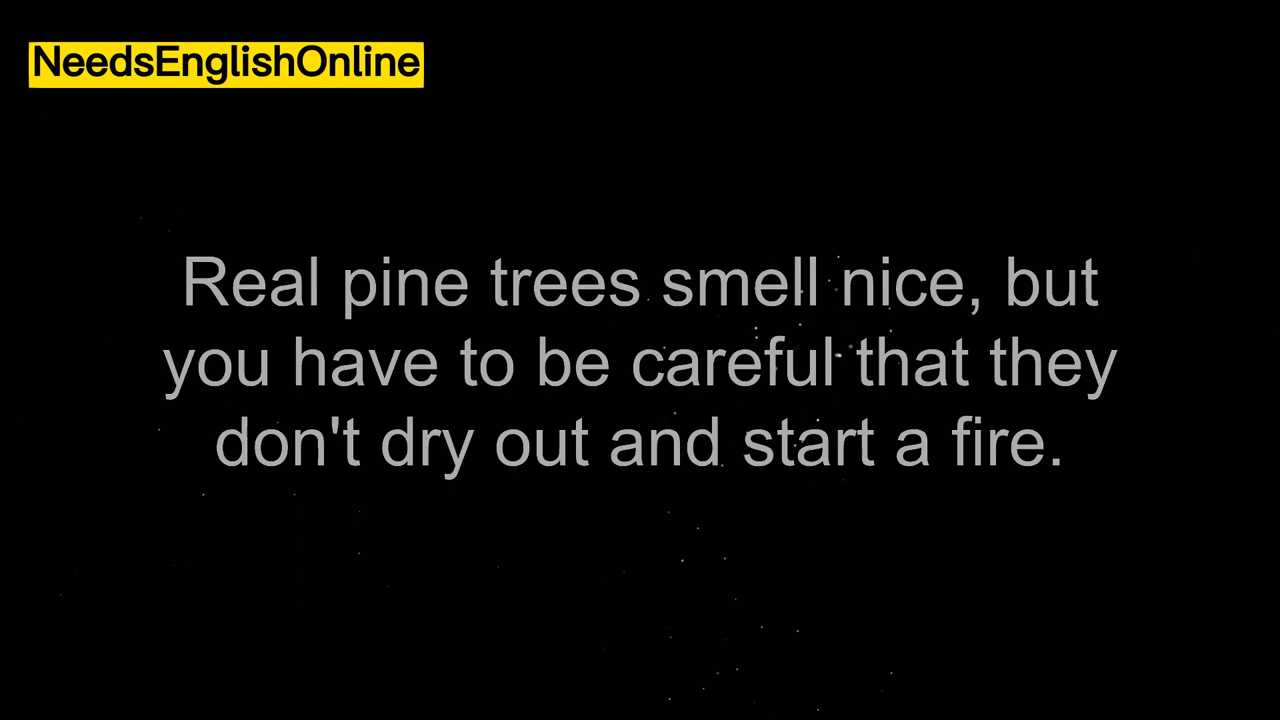 NeedsEnglishOnline
Real pine trees smell nice, but
you have to be careful that they
don't dry out and start a fire.